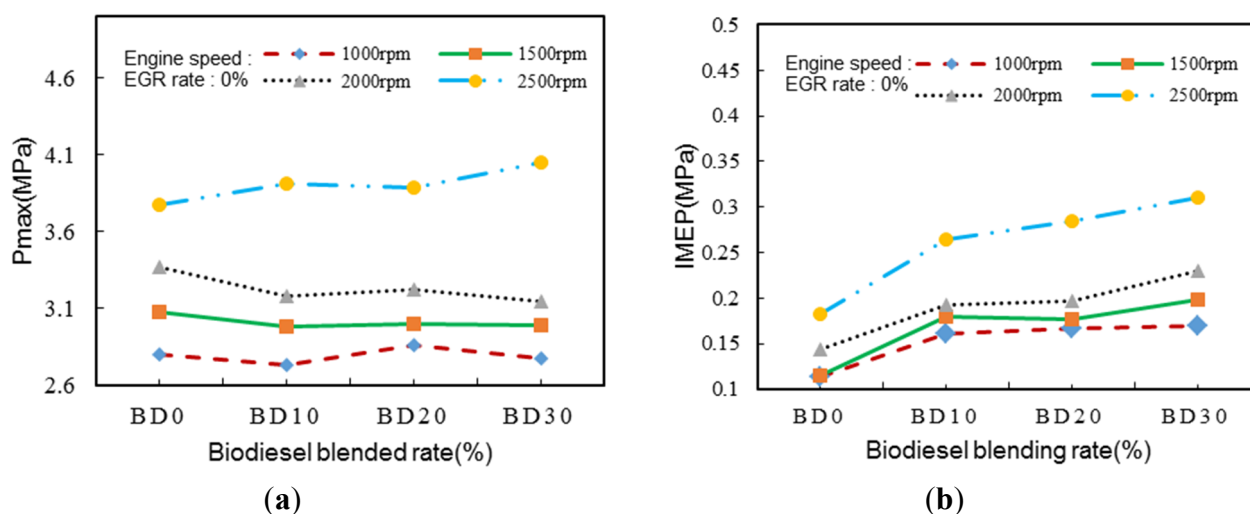 Engine speed :
EGR rate : 0%
1000rpm
1500rpm
2000rpm
2500rpm
4.6
4.1
3.6
3.1
2.6
Pmax(MPa)
BD0 BD10 BD20 BD30
Biodiesel blended rate(%)
(a)
0.5
0.45
0.4
0.35
0.3
0.25
0.2
0.15
0.1
IMEP(MPa)
Engine speed :
EGR rate : 0%
1000rpm
1500rpm
2000rpm
2500rpm
BD0 BD10 BD20 BD30
Biodiesel blending rate(%)
(b)